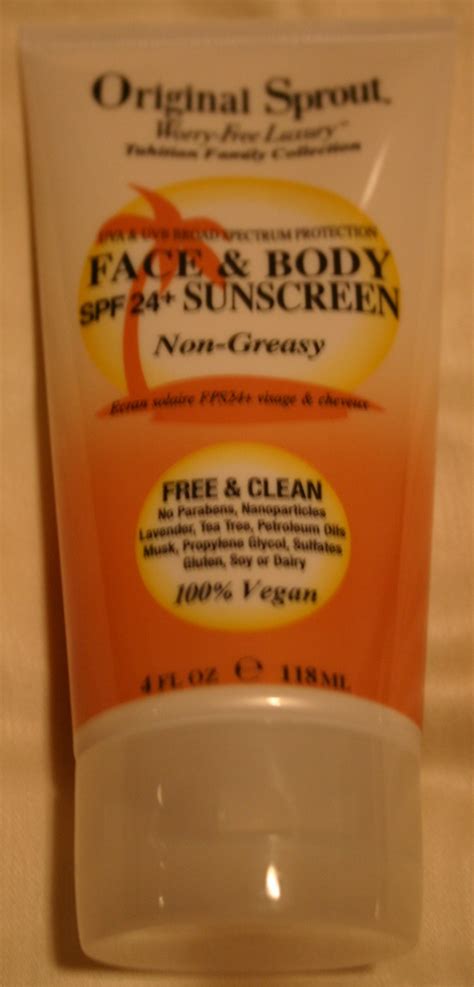 Original Sprout.
Worry-Free Luxury™
Tahitian Family Collection
UVA & UVB BROAD SPECTRUM PROTECTION
FACE & BODY
SPF 24+ SUNSCREEN
Non-Greasy
Ecran solaire FPS24+ visage & cheveux
FREE & CLEAN
No Parabens, Nanoparticles
Lavender, Tea Tree, Petroleum Oils
Musk, Propylene Glycol, Sulfates
Gluten, Soy or Dairy
100% Vegan
4 FL OZ ℮ 118 ML